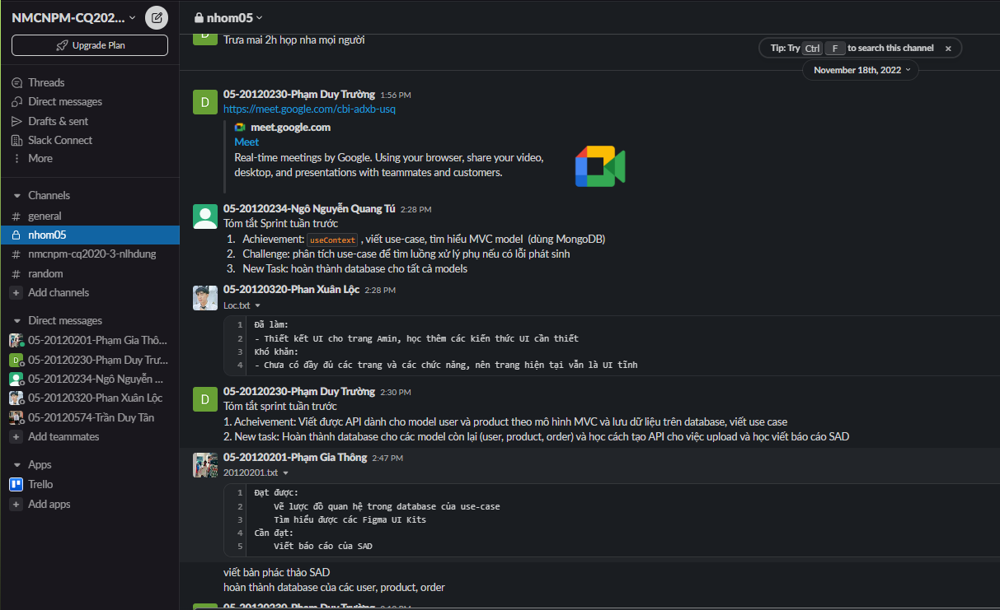 NMCNPM-CQ202...
Upgrade Plan
Threads
Direct messages
Drafts & sent
Slack Connect
More
Channels
# general
nhom05
# nmcnpm-cq2020-3-nlhdung
# random
+ Add channels
Direct messages
05-20120201-Phạm Gia Thô...
D 05-20120230-Phạm Duy Trư...
05-20120234-Ngô Nguyễn ...
05-20120320-Phan Xuân Lộc
05-20120574-Trần Duy Tân
+ Add teammates
Apps
Trello
+ Add apps
nhom05
D
Trưa mai 2h họp nha mọi người
Tip: Try Ctrl F to search this channel ×
November 18th, 2022
D
05-20120230-Phạm Duy Trường 1:56 PM
https://meet.google.com/cbi-adxb-usq
meet.google.com
Meet
Real-time meetings by Google. Using your browser, share your video,
desktop, and presentations with teammates and customers.
05-20120234-Ngô Nguyễn Quang Tú 2:28 PM
Tóm tắt Sprint tuần trước
1. Achievement: useContext , viết use-case, tìm hiểu MVC model (dùng MongoDB)
2. Challenge: phân tích use-case để tìm luồng xử lý phụ nếu có lỗi phát sinh
3. New Task: hoàn thành database cho tất cả models
05-20120320-Phan Xuân Lộc 2:28 PM
Loc.txt
1 Đã làm:
2 - Thiết kết UI cho trang Amin, học thêm các kiến thức UI cần thiết
3 Khó khăn:
4 - Chưa có đầy đủ các trang và các chức năng, nên trang hiện tại vẫn là UI tĩnh
D
05-20120230-Phạm Duy Trường 2:30 PM
Tóm tắt sprint tuần trước
1. Acheivement: Viết được API dành cho model user và product theo mô hình MVC và lưu dữ liệu trên database, viết use case
2. New task: Hoàn thành database cho các model còn lại (user, product, order) và học cách tạo API cho việc upload và học viết báo cáo SAD
05-20120201-Phạm Gia Thông 2:47 PM
20120201.txt
1 Đạt được:
2 Vẽ lược đồ quan hệ trong database của use-case
3 Tìm hiểu được các Figma UI Kits
4 Cần đạt:
5 Viết báo cáo của SAD
viết bản phác thảo SAD
hoàn thành database của các user, product, order
05-20120230-Phạm Duy Trường